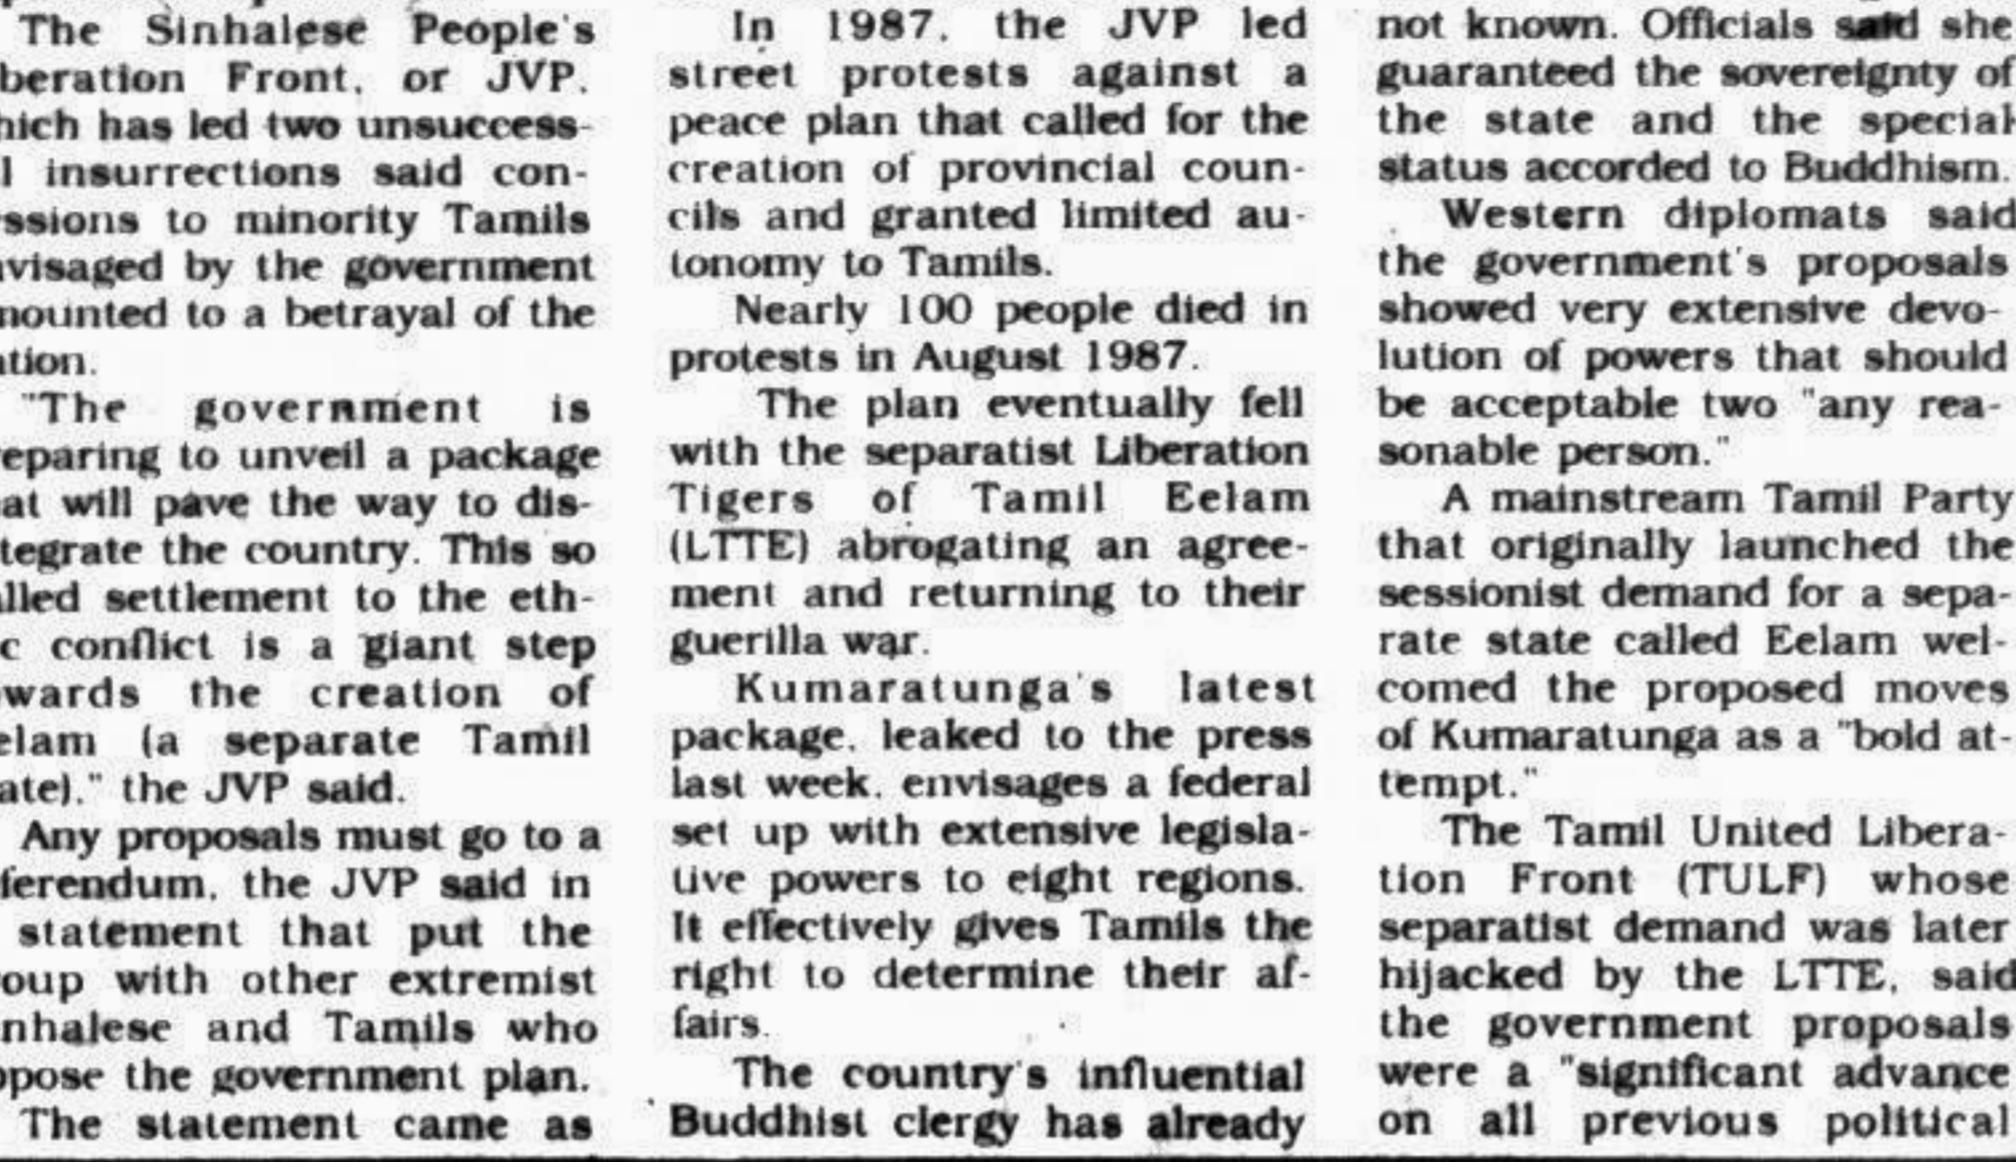 The Sinhalese People's
beration Front, or JVP,
hich has led two unsuccess-
l insurrections said con-
ssions to minority Tamils
visaged by the government
mounted to a betrayal of the
ation.
"The government is
eparing to unveil a package
at will pave the way to dis-
tegrate the country. This so
lled settlement to the eth-
c conflict is a giant step
wards the creation of
elam (a separate Tamil
ate)," the JVP said.
Any proposals must go to a
ferendum, the JVP said in
statement that put the
oup with other extremist
nhalese and Tamils who
ppose the government plan.
The statement came as
In 1987, the JVP led
street protests against a
peace plan that called for the
creation of provincial coun-
cils and granted limited au-
tonomy to Tamils.
Nearly 100 people died in
protests in August 1987.
The plan eventually fell
with the separatist Liberation
Tigers of Tamil Eelam
(LTTE) abrogating an agree-
ment and returning to their
guerilla war.
Kumaratunga's latest
package, leaked to the press
last week, envisages a federal
set up with extensive legisla-
tive powers to eight regions.
It effectively gives Tamils the
right to determine their af-
fairs.
The country's influential
Buddhist clergy has already
not known. Officials said she
guaranteed the sovereignty of
the state and the special
status accorded to Buddhism.
Western diplomats said
the government's proposals
showed very extensive devo-
lution of powers that should
be acceptable two "any rea-
sonable person."
A mainstream Tamil Party
that originally launched the
sessionist demand for a sepa-
rate state called Eelam wel-
comed the proposed moves
of Kumaratunga as a "bold at-
tempt."
The Tamil United Libera-
tion Front (TULF) whose
separatist demand was later
hijacked by the LTTE, said
the government proposals
were a "significant advance
on all previous political